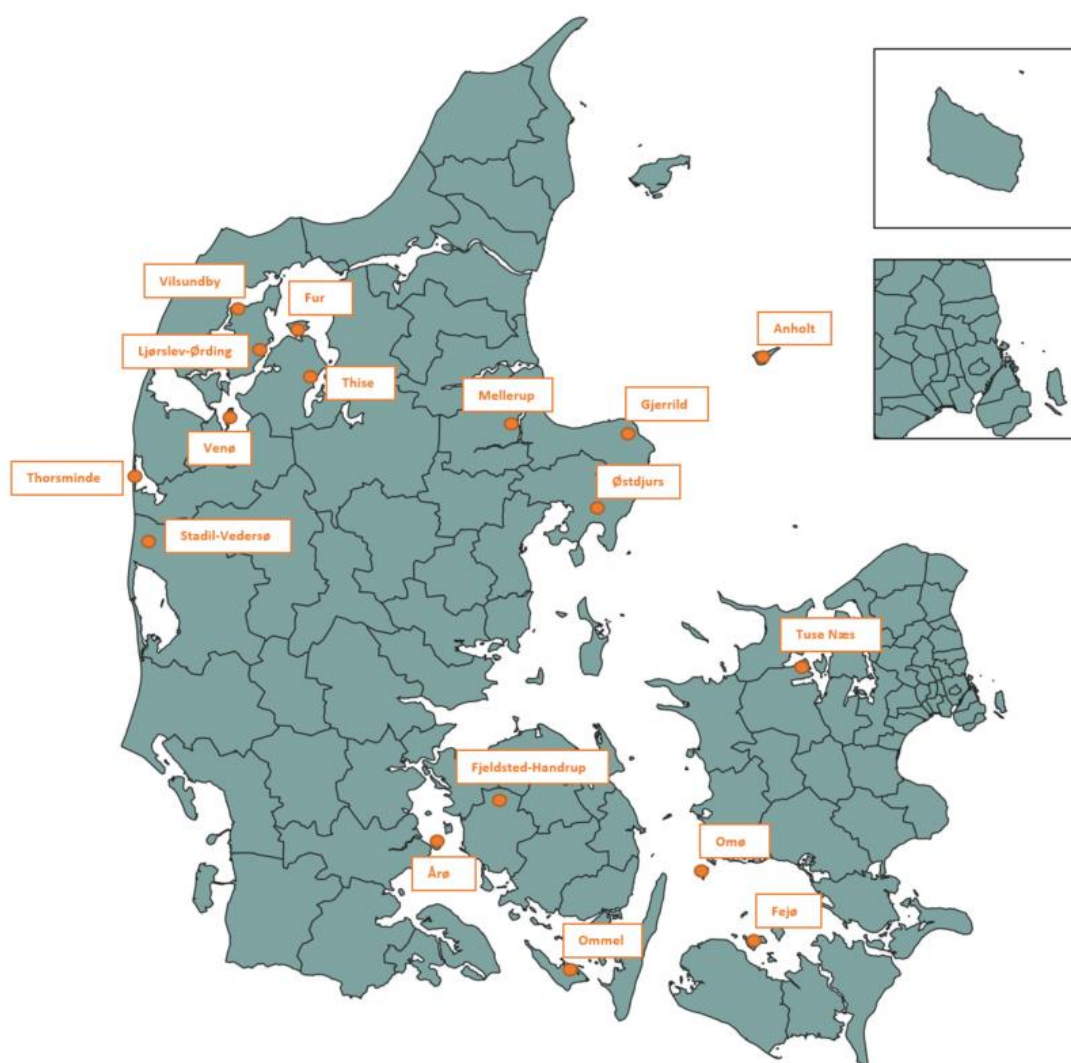 Vilsundby
Fur
Anholt
Ljørslev-Ørding
Thise
Mellerup
Gjerrild
Venø
Thorsminde
Østdjurs
Stadil-Vedersø
Tuse Næs
Fjeldsted-Handrup
Omø
Årø
Fejø
Ommel